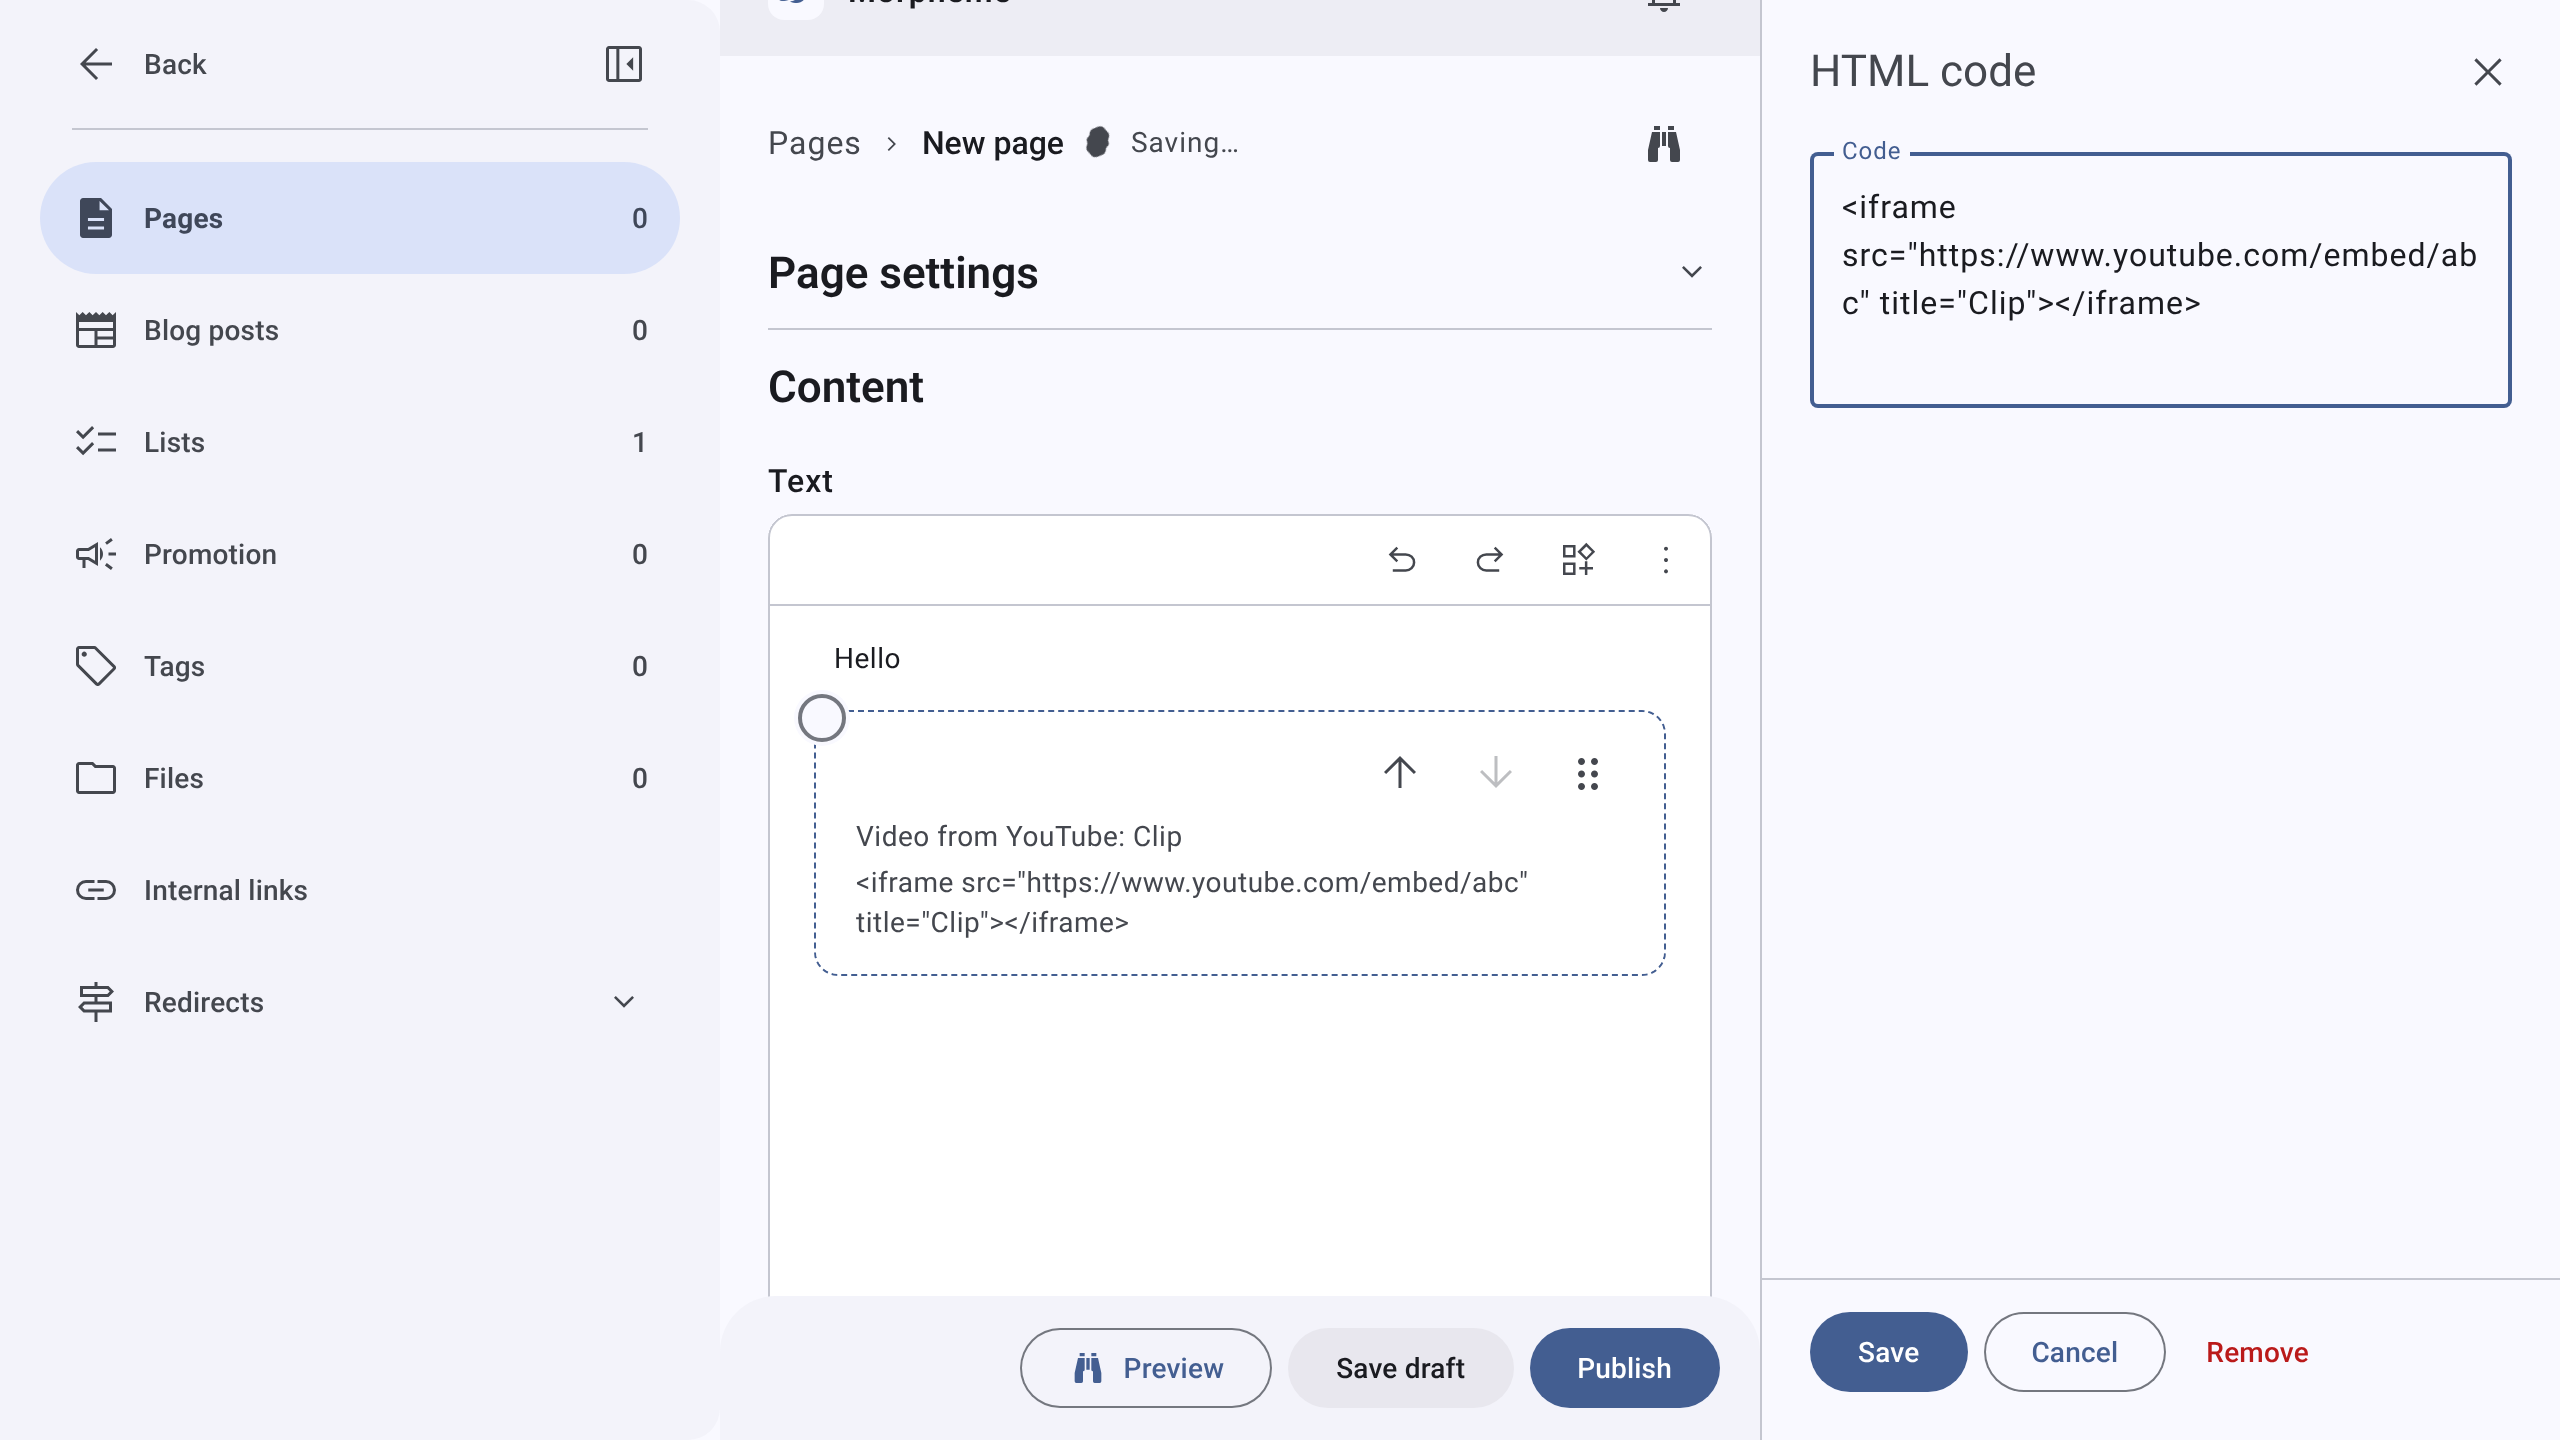 Back
Pages 0
Blog posts 0
Lists 1
Promotion 0
Tags 0
Files 0
Internal links
Redirects
Pages > New page Saving...
Page settings
Content
Text
Hello
Video from YouTube: Clip
<iframe src="https://www.youtube.com/embed/abc"
title="Clip"></iframe>
Preview
Save draft
Publish
HTML code
Code
<iframe
src="https://www.youtube.com/embed/ab
c" title="Clip"></iframe>
Save
Cancel
Remove